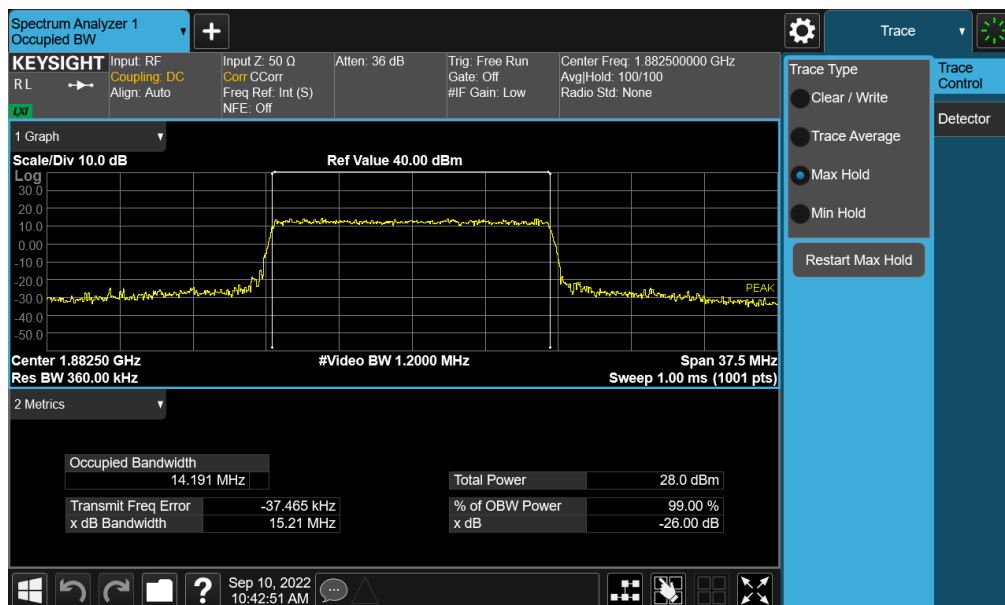 Spectrum Analyzer 1
Occupied BW
+
Trace
KEYSIGHT
RL
LXI
Input: RF
Coupling: DC
Align: Auto
Input Z: 50 Ω
Corr CCorr
Freq Ref: Int (S)
NFE: Off
Atten: 36 dB
Trig: Free Run
Gate: Off
#IF Gain: Low
Center Freq: 1.882500000 GHz
Avg|Hold: 100/100
Radio Std: None
Trace Type
Clear / Write
Trace Average
Max Hold
Min Hold
Restart Max Hold
Trace
Control
Detector
1 Graph
Scale/Div 10.0 dB
Ref Value 40.00 dBm
Log
30.0
20.0
10.0
0.00
-10.0
-20.0
-30.0
-40.0
-50.0
PEAK
Center 1.88250 GHz
#Video BW 1.2000 MHz
Span 37.5 MHz
Res BW 360.00 kHz
Sweep 1.00 ms (1001 pts)
2 Metrics
Occupied Bandwidth
14.191 MHz
Total Power 28.0 dBm
Transmit Freq Error -37.465 kHz
% of OBW Power 99.00 %
x dB Bandwidth 15.21 MHz
x dB -26.00 dB
?
Sep 10, 2022
10:42:51 AM